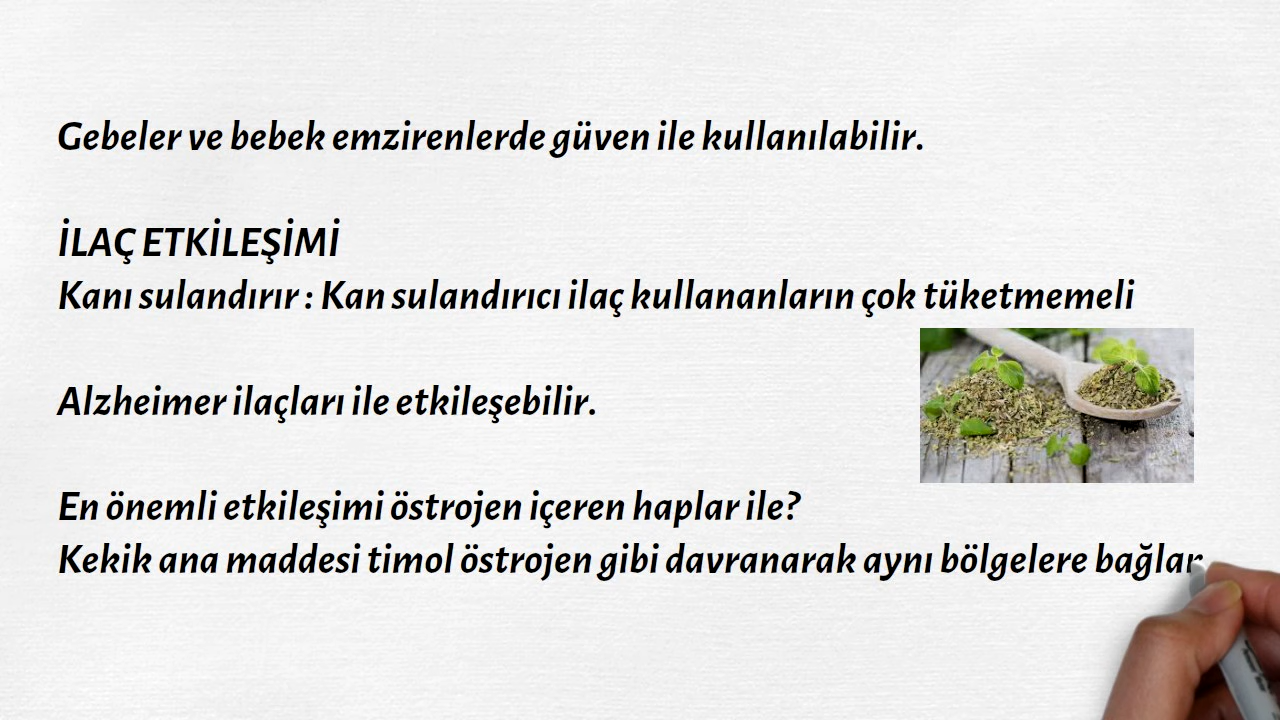 Gebeler ve bebek emzirenlerde güven ile kullanılabilir.
İLAÇ ETKİLEŞİMİ
Kanı sulandırır : Kan sulandırıcı ilaç kullananların çok tüketmemeli
Alzheimer ilaçları ile etkileşebilir.
En önemli etkileşimi östrojen içeren haplar ile?
Kekik ana maddesi timol östrojen gibi davranarak aynı bölgelere bağlar